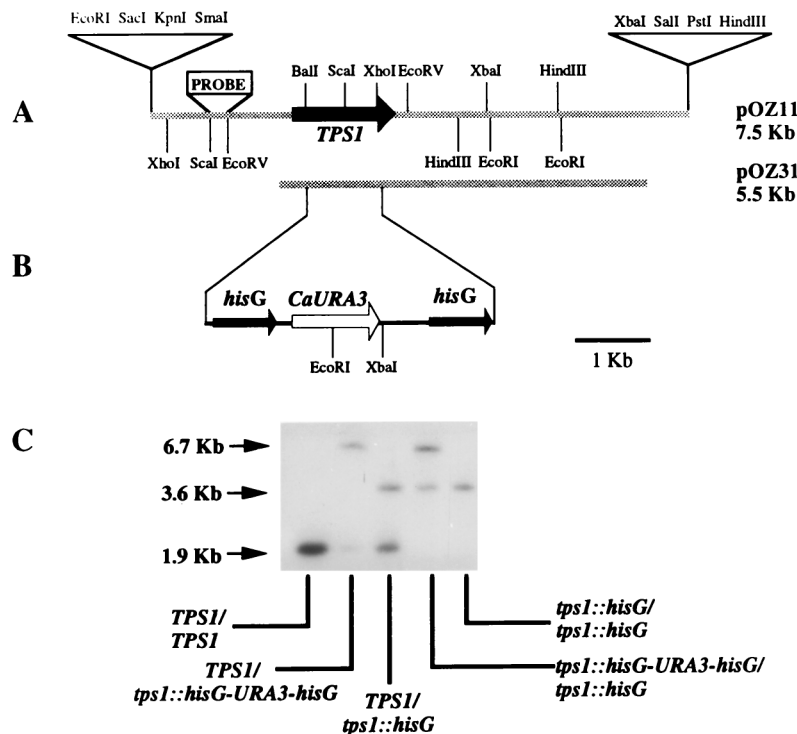 EcoRI SacI KpnI SmaI
XbaI SalI PstI HindIII
PROBE
BalI ScaI XhoI EcoRV XbaI HindIII
A
TPS1
pOZ11
7.5 Kb
XhoI ScaI EcoRV HindIII EcoRI EcoRI
pOZ31
5.5 Kb
B
hisG CaURA3 hisG
EcoRI XbaI
1 Kb
C
6.7 Kb
3.6 Kb
1.9 Kb
TPS1/
TPS1
TPS1/
tps1::hisG-URA3-hisG
TPS1/
tps1::hisG
tps1::hisG/
tps1::hisG
tps1::hisG-URA3-hisG/
tps1::hisG